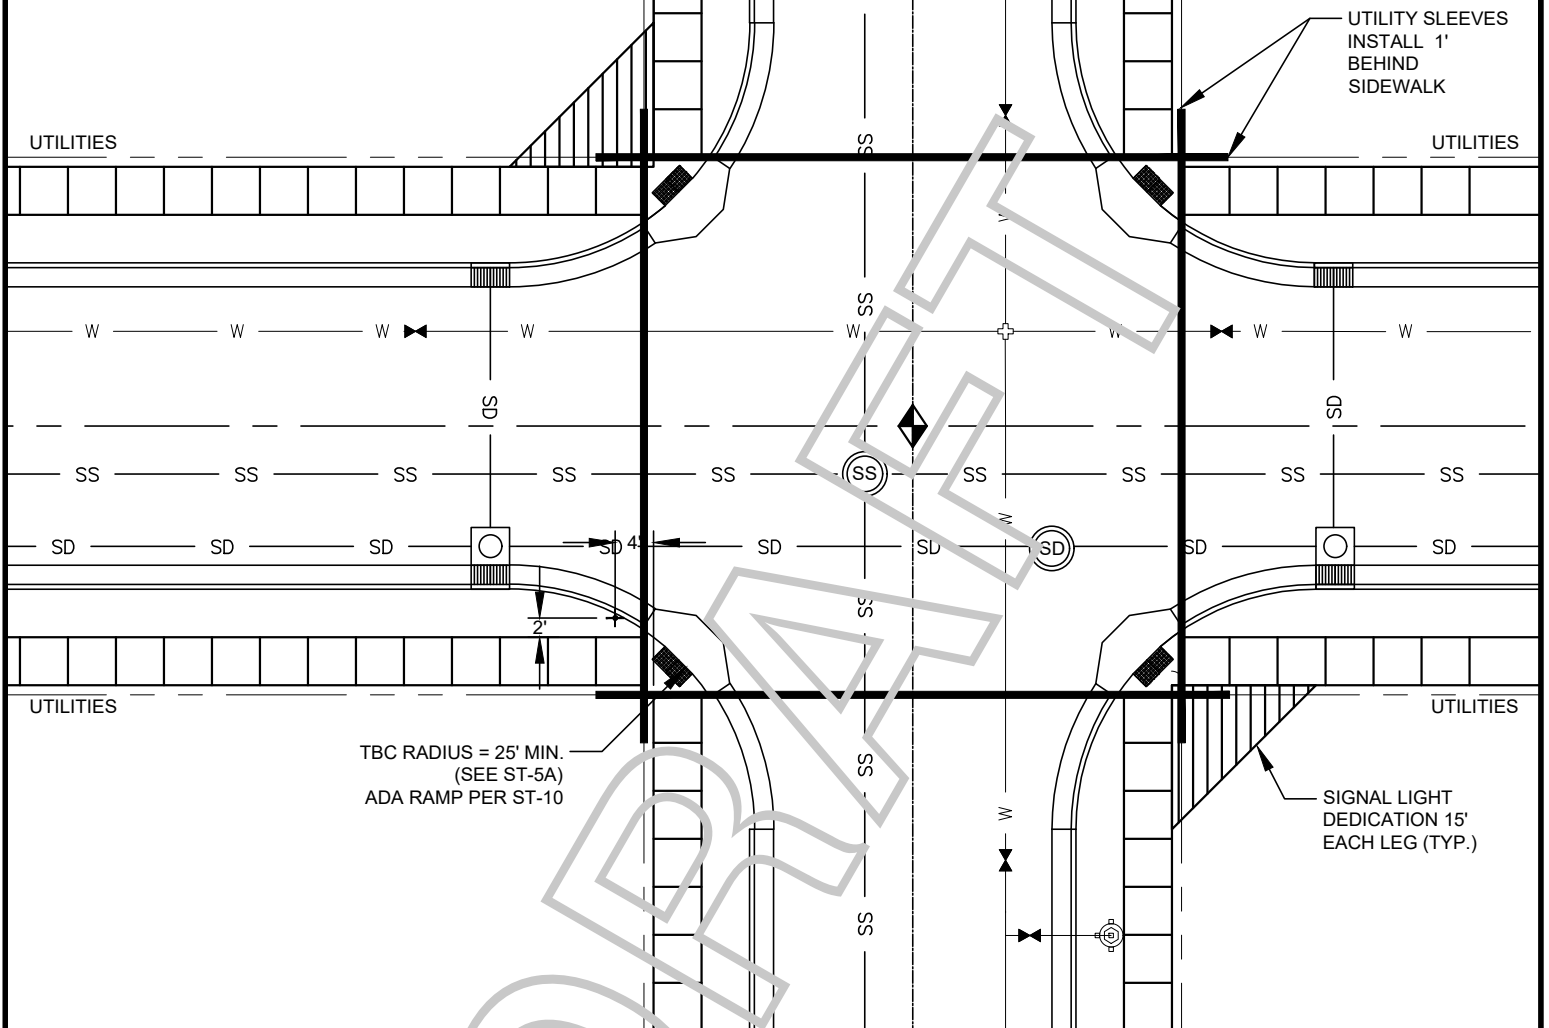 UTILITY SLEEVES
INSTALL 1'
BEHIND
SIDEWALK
UTILITIES
UTILITIES
SS
W
SS
W W W W W W W
SD
SD
SS SS SS SS SS SS SS SS SS SS
W
SD SD SD SD SD SD SD SD SD
4'
2'
SS
UTILITIES
UTILITIES
TBC RADIUS = 25' MIN.
(SEE ST-5A)
ADA RAMP PER ST-10
SS
W
SIGNAL LIGHT
DEDICATION 15'
EACH LEG (TYP.)
SS
DRAFT